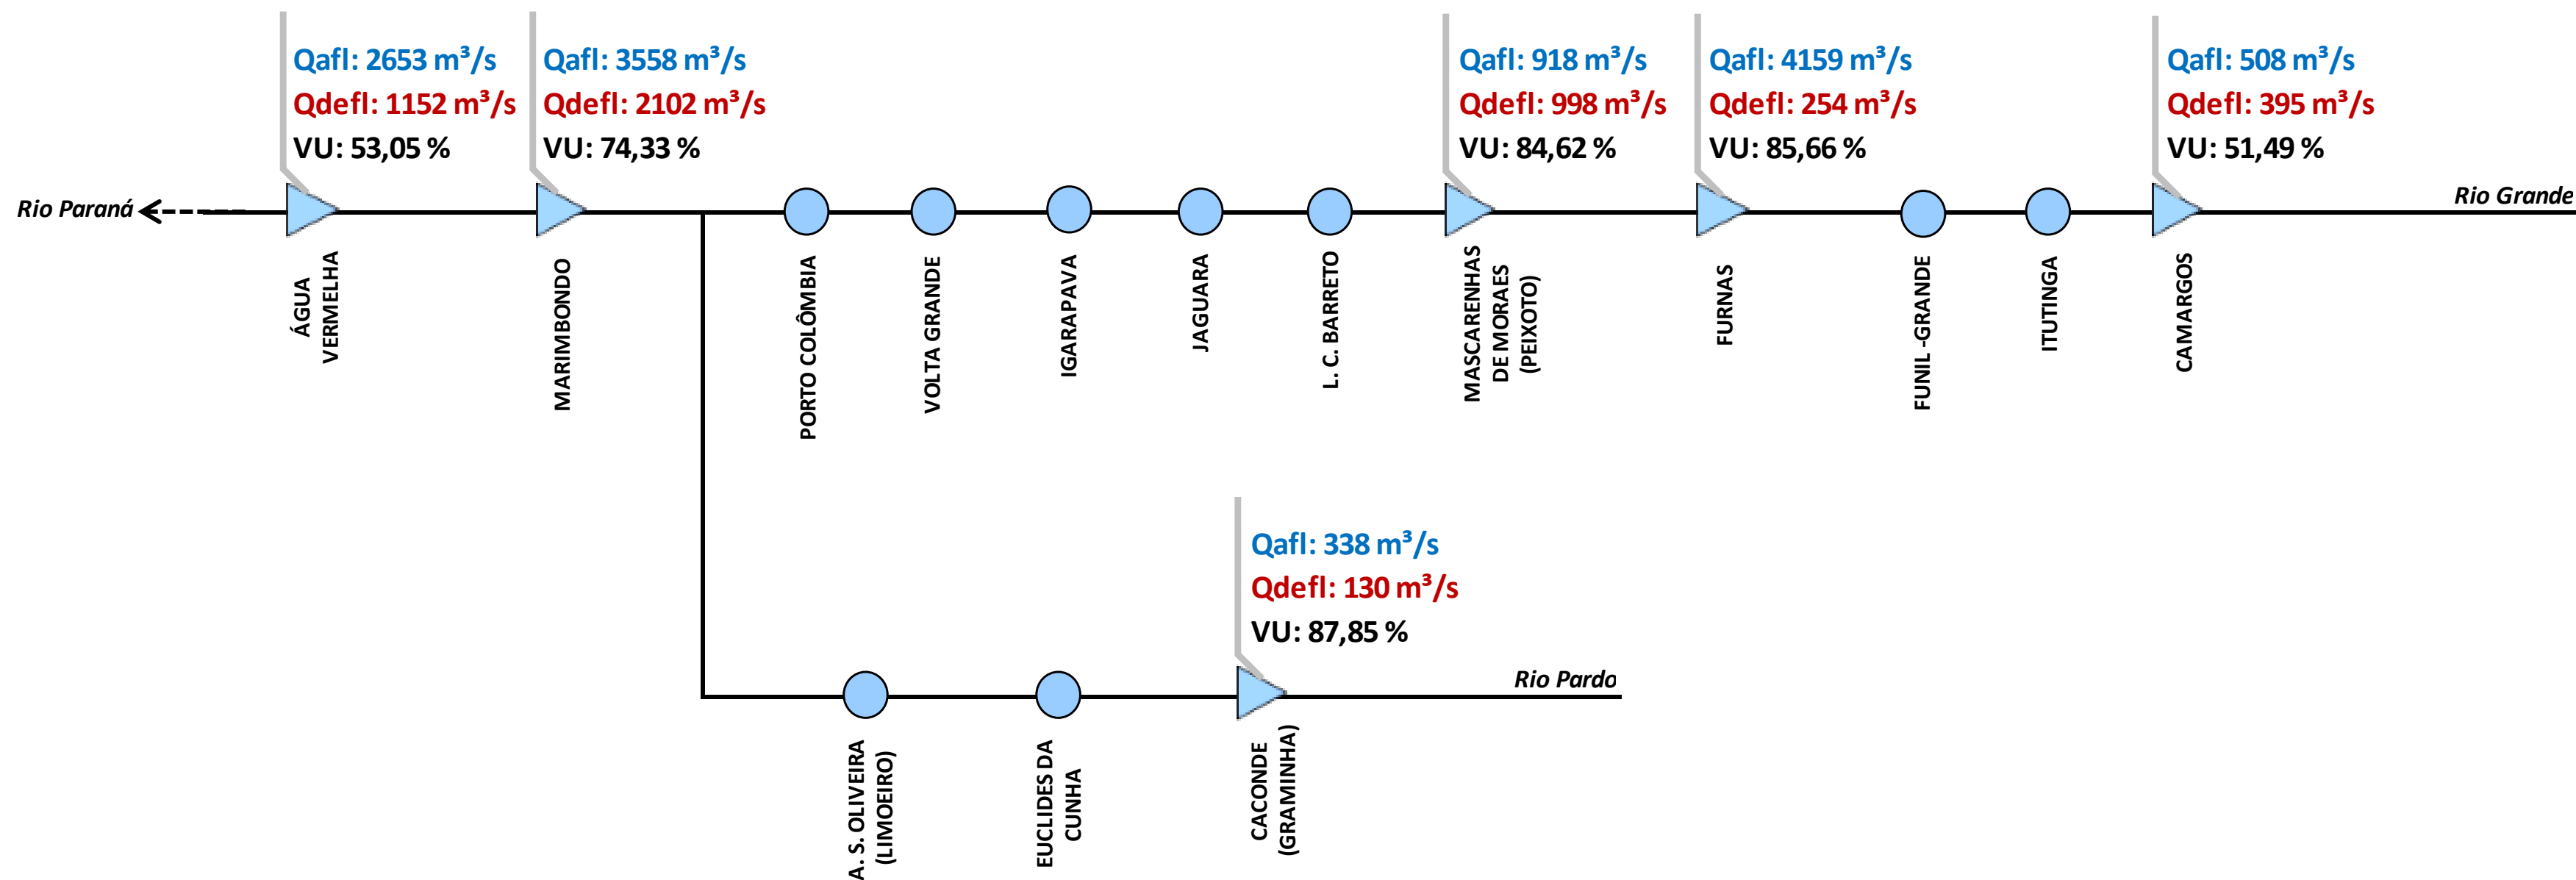 Qafl: 2653 m³/s
Qdefl: 1152 m³/s
VU: 53,05 %
Qafl: 3558 m³/s
Qdefl: 2102 m³/s
VU: 74,33 %
Qafl: 918 m³/s
Qdefl: 998 m³/s
VU: 84,62 %
Qafl: 4159 m³/s
Qdefl: 254 m³/s
VU: 85,66 %
Qafl: 508 m³/s
Qdefl: 395 m³/s
VU: 51,49 %
Rio Paraná
Rio Grande
ÁGUA
VERMELHA
MARIMBONDO
PORTO COLÔMBIA
VOLTA GRANDE
IGARAPAVA
JAGUARA
L. C. BARRETO
MASCARENHAS
DE MORAES
(PEIXOTO)
FURNAS
FUNIL -GRANDE
ITUTINGA
CAMARGOS
Qafl: 338 m³/s
Qdefl: 130 m³/s
VU: 87,85 %
Rio Pardo
A. S. OLIVEIRA
(LIMOEIRO)
EUCLIDES DA
CUNHA
CACONDE
(GRAMINHA)